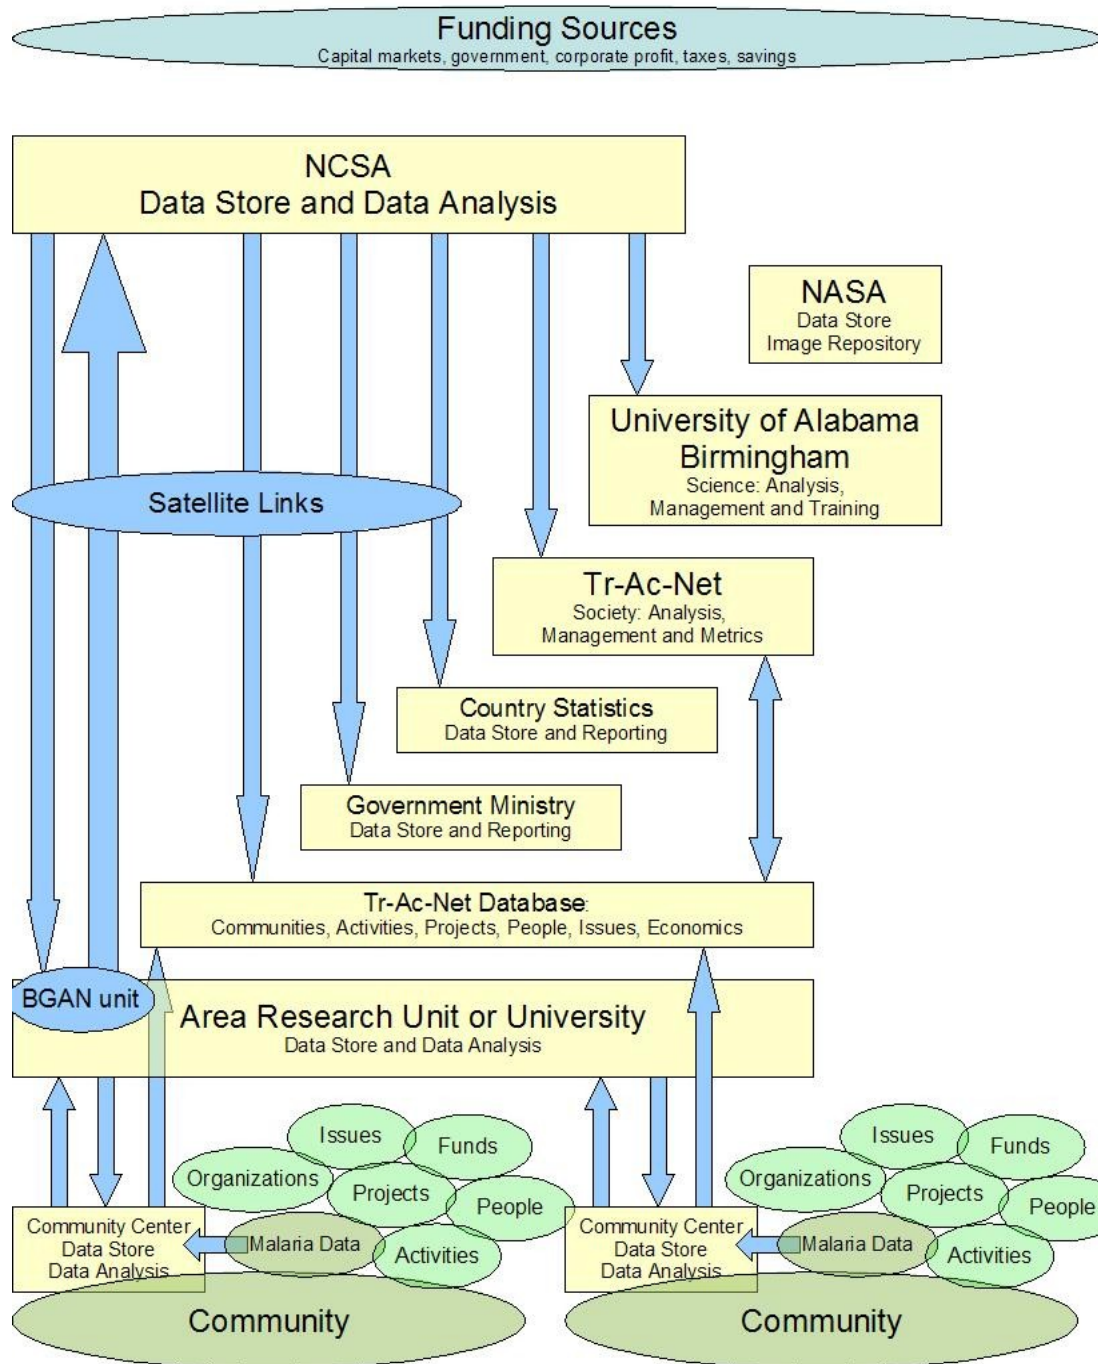 Funding Sources
Capital markets, government, corporate profit, taxes, savings
NCSA
Data Store and Data Analysis
NASA
Data Store
Image Repository
University of Alabama
Birmingham
Science: Analysis,
Management and Training
Satellite Links
Tr-Ac-Net
Society: Analysis,
Management and Metrics
Country Statistics
Data Store and Reporting
Government Ministry
Data Store and Reporting
Tr-Ac-Net Database:
Communities, Activities, Projects, People, Issues, Economics
BGAN unit
Area Research Unit or University
Data Store and Data Analysis
Issues
Funds
Organizations
Projects
People
Community Center
Data Store
Data Analysis
Malaria Data
Activities
Community
Issues
Funds
Organizations
Projects
People
Community Center
Data Store
Data Analysis
Malaria Data
Activities
Community